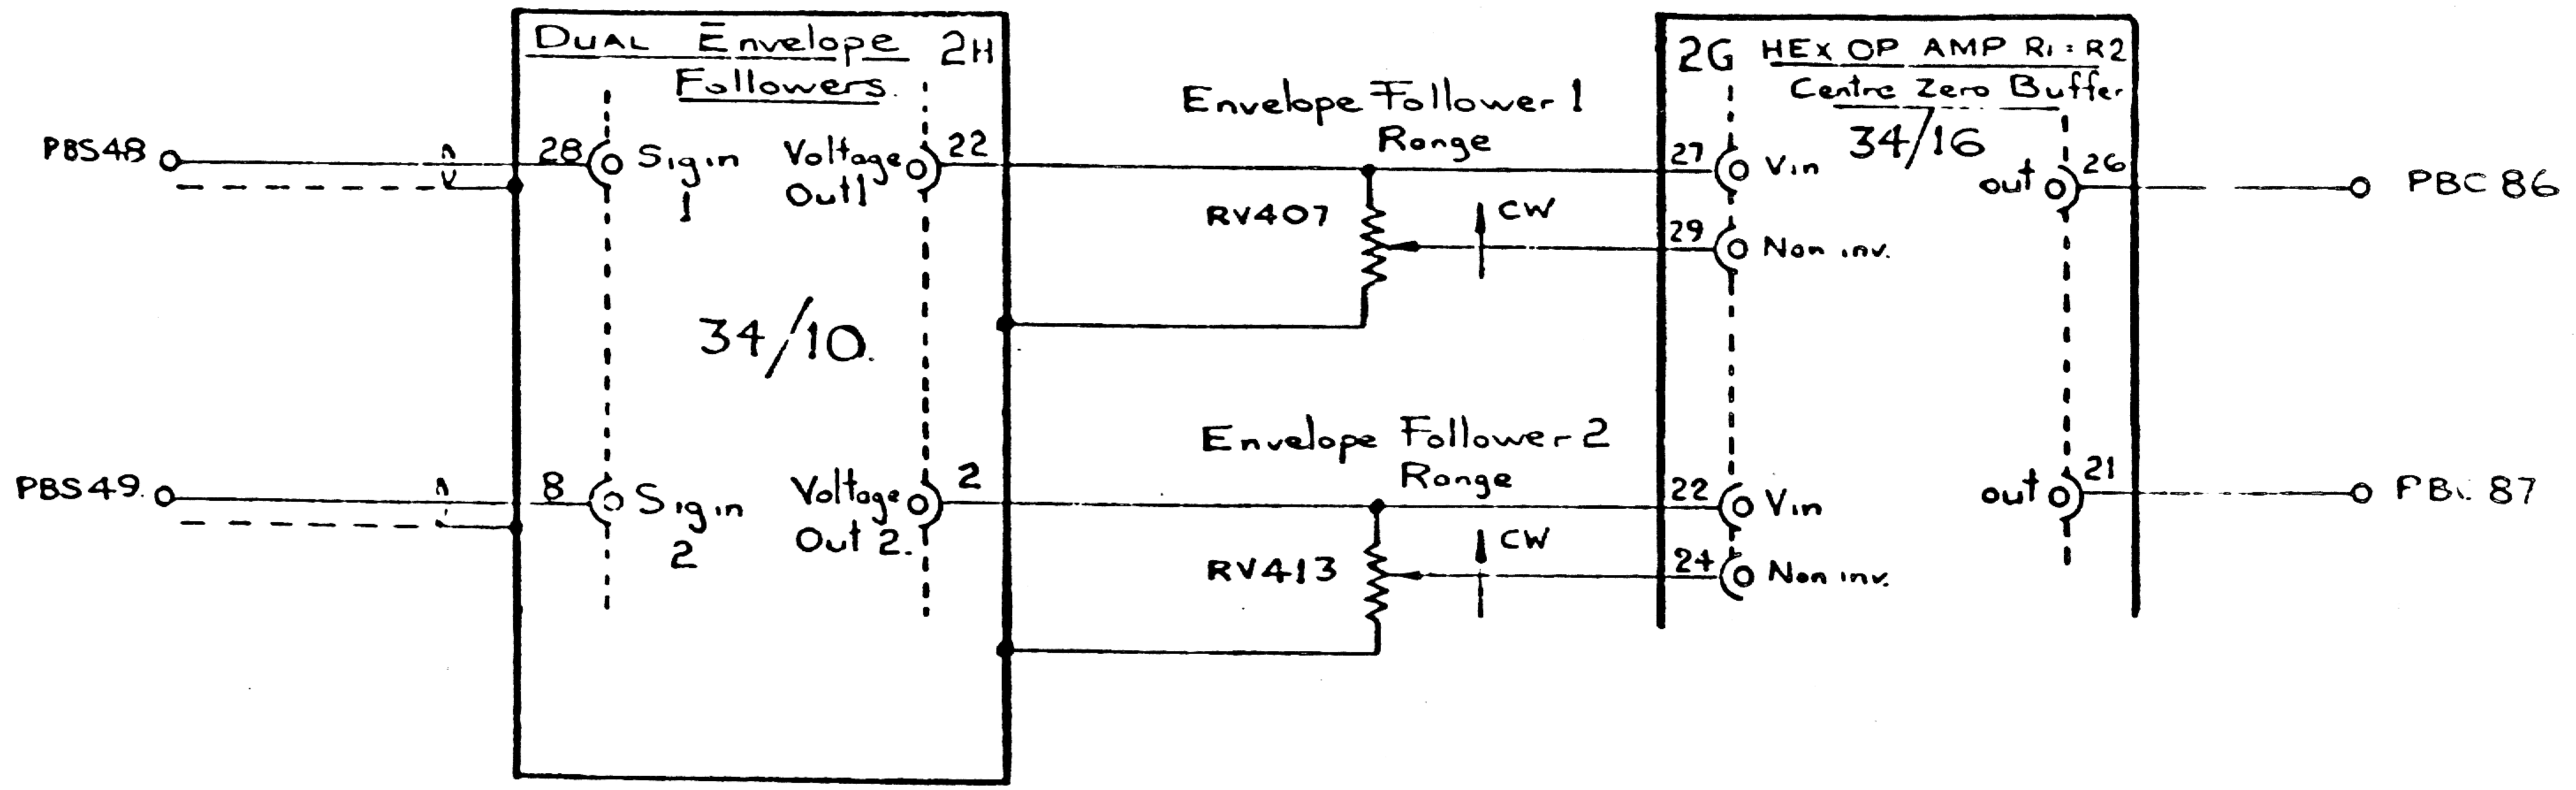 DUAL Envelope 2H
Followers.
PBS48
28
Sig in
1
Voltage
Out 1
22
34/10.
PBS49.
8
Sig in
2
Voltage
Out 2.
2
Envelope Follower 1
Range
RV407
CW
Envelope Follower 2
Range
RV413
CW
2G HEX OP AMP R1 = R2
Centre Zero Buffer
34/16
27
Vin
29
Non inv.
out
26
PBC 86
22
Vin
24
Non inv.
out
21
87